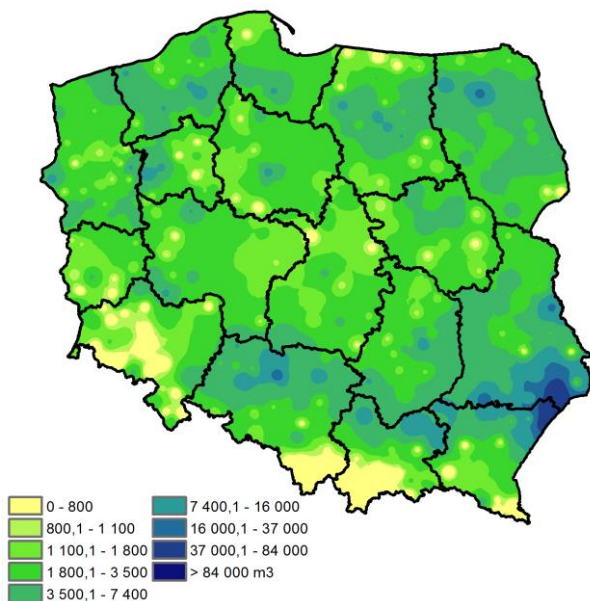 0 - 800
800,1 - 1 100
1 100,1 - 1 800
1 800,1 - 3 500
3 500,1 - 7 400
7 400,1 - 16 000
16 000,1 - 37 000
37 000,1 - 84 000
> 84 000 m3